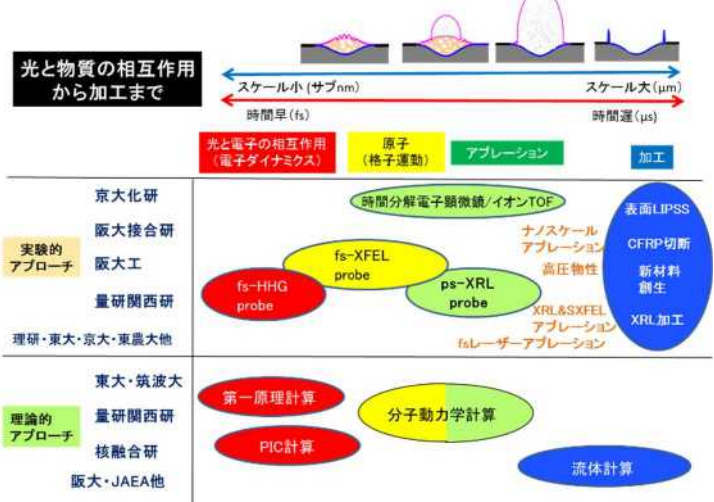 光と物質の相互作用
から加工まで
スケール小 (サブnm)
スケール大(μm)
時間早(fs)
時間遅(μs)
光と電子の相互作用
(電子ダイナミクス)
原子
(格子運動)
アブレーション
加工
実験的
アプローチ
京大化研
阪大接合研
阪大工
量研関西研
理研・東大・京大・東農大他
時間分解電子顕微鏡/イオンTOF
fs-XFEL
probe
fs-HHG
probe
ps-XRL
probe
ナノスケール
アブレーション
高圧物性
XRL&SXFEL
アブレーション
fsレーザーアブレーション
表面LIPSS
CFRP切断
新材料
創生
XRL加工
理論的
アプローチ
東大・筑波大
量研関西研
核融合研
阪大・JAEA他
第一原理計算
PIC計算
分子動力学計算
流体計算